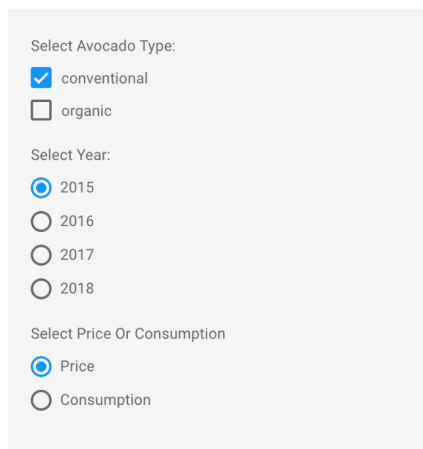 Select Avocado Type:
conventional
organic
Select Year:
2015
2016
2017
2018
Select Price Or Consumption
Price
Consumption